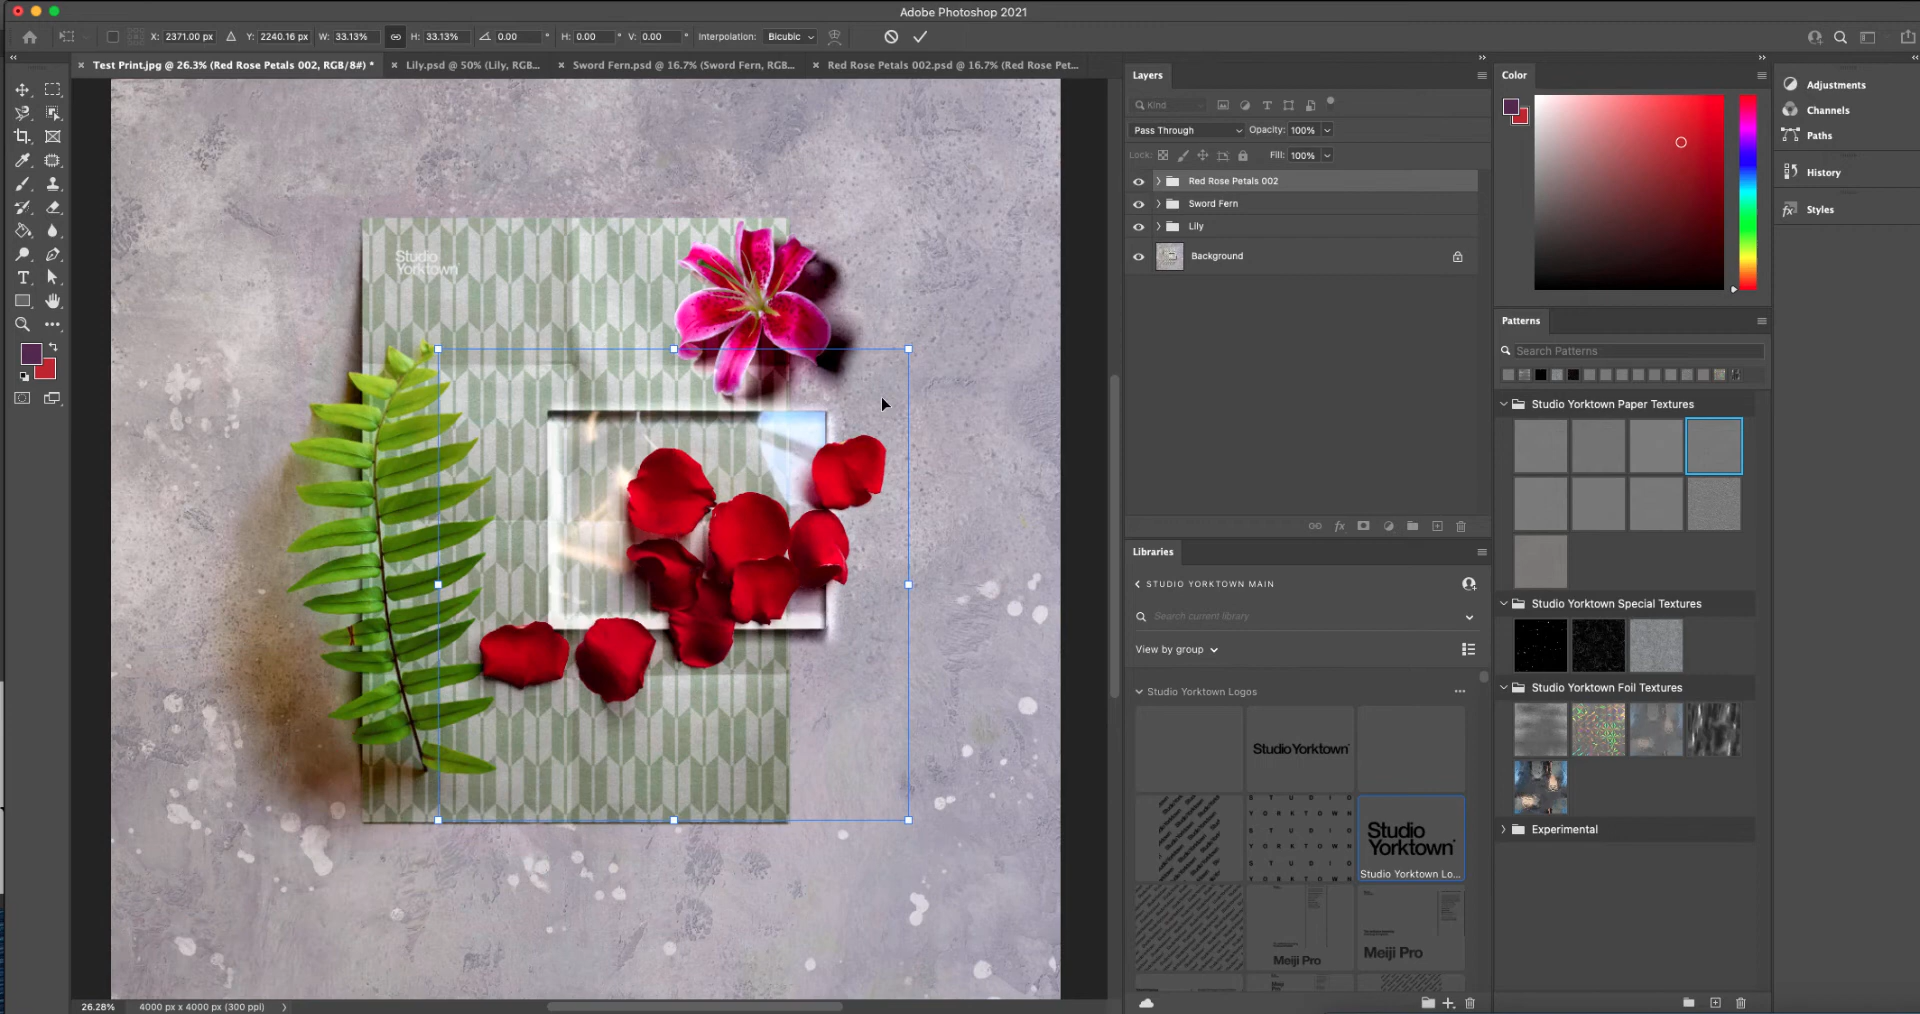 Adobe Photoshop 2021
X: 2371.00 px Y: 2240.16 px W: 33.13% H: 33.13% 0.00 ° H: 0.00 ° V: 0.00 ° Interpolation: Bicubic
Test Print.jpg @ 26.3% (Red Rose Petals 002, RGB/8#) *
Lily.psd @ 50% (Lily, RGB...
Sword Fern.psd @ 16.7% (Sword Fern, RGB...
Red Rose Petals 002.psd @ 16.7% (Red Rose Pet...
Studio
Yorktown
26.28% 4000 px x 4000 px (300 ppi)
Layers
Kind
Pass Through Opacity: 100%
Lock: Fill: 100%
Red Rose Petals 002
Sword Fern
Lily
Background
fx
Libraries
STUDIO YORKTOWN MAIN
Search current library
View by group
Studio Yorktown Logos
Studio Yorktown
S T U D I O
Y O R K T O W N
S T U D I O
Y O R K T O W N
S T U D I O
Studio
Yorktown
Studio Yorktown Lo...
Meiji Pro
Meiji Pro
Color
Patterns
Search Patterns
Studio Yorktown Paper Textures
Studio Yorktown Special Textures
Studio Yorktown Foil Textures
Experimental
Adjustments
Channels
Paths
History
fx Styles